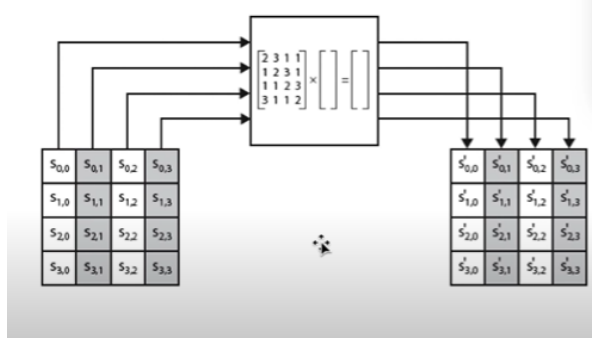 2 3 1 1
1 2 3 1
1 1 2 3
3 1 1 2
× =
S0,0 S0,1 S0,2 S0,3
S1,0 S1,1 S1,2 S1,3
S2,0 S2,1 S2,2 S2,3
S3,0 S3,1 S3,2 S3,3
S'0,0 S'0,1 S'0,2 S'0,3
S'1,0 S'1,1 S'1,2 S'1,3
S'2,0 S'2,1 S'2,2 S'2,3
S'3,0 S'3,1 S'3,2 S'3,3